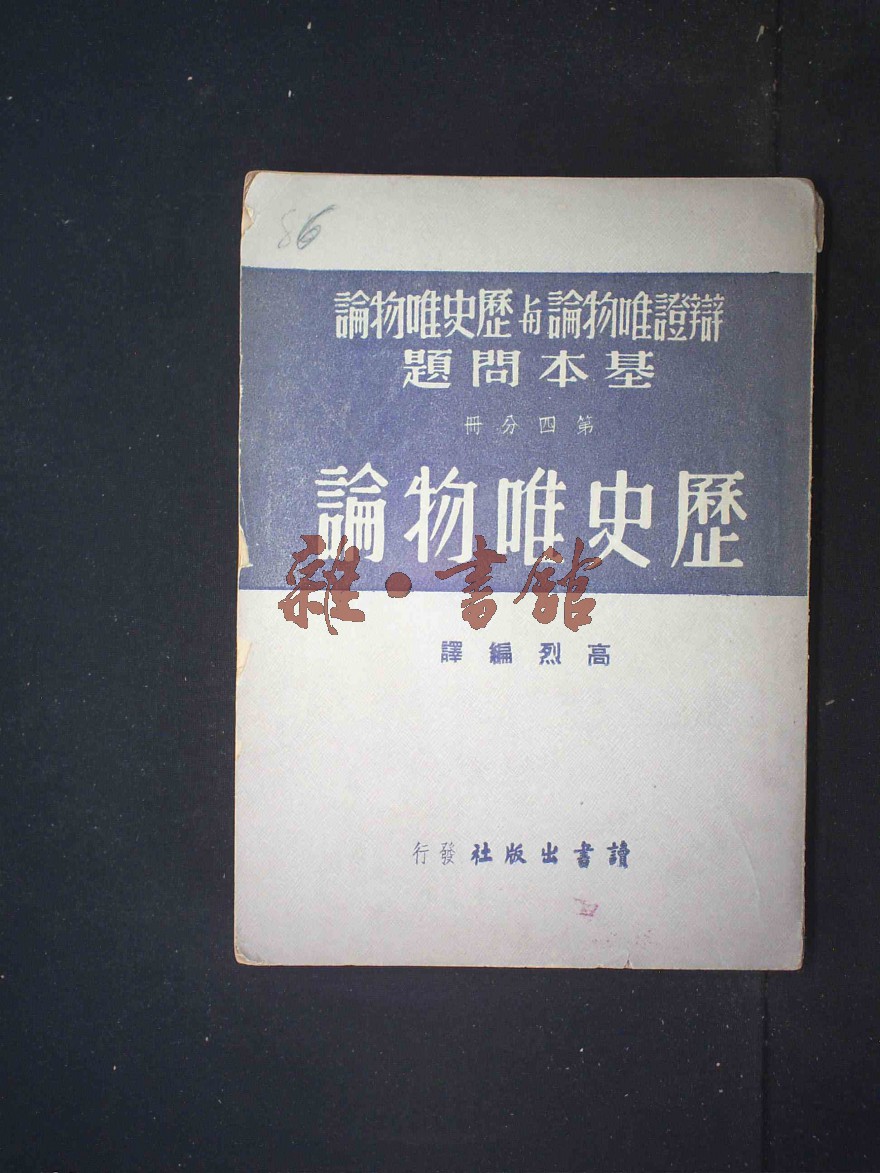 86
辯證唯物論與歷史唯物論
基本問題
第四分冊
歷史唯物論
雜·書館
高烈編譯
讀書出版社發行